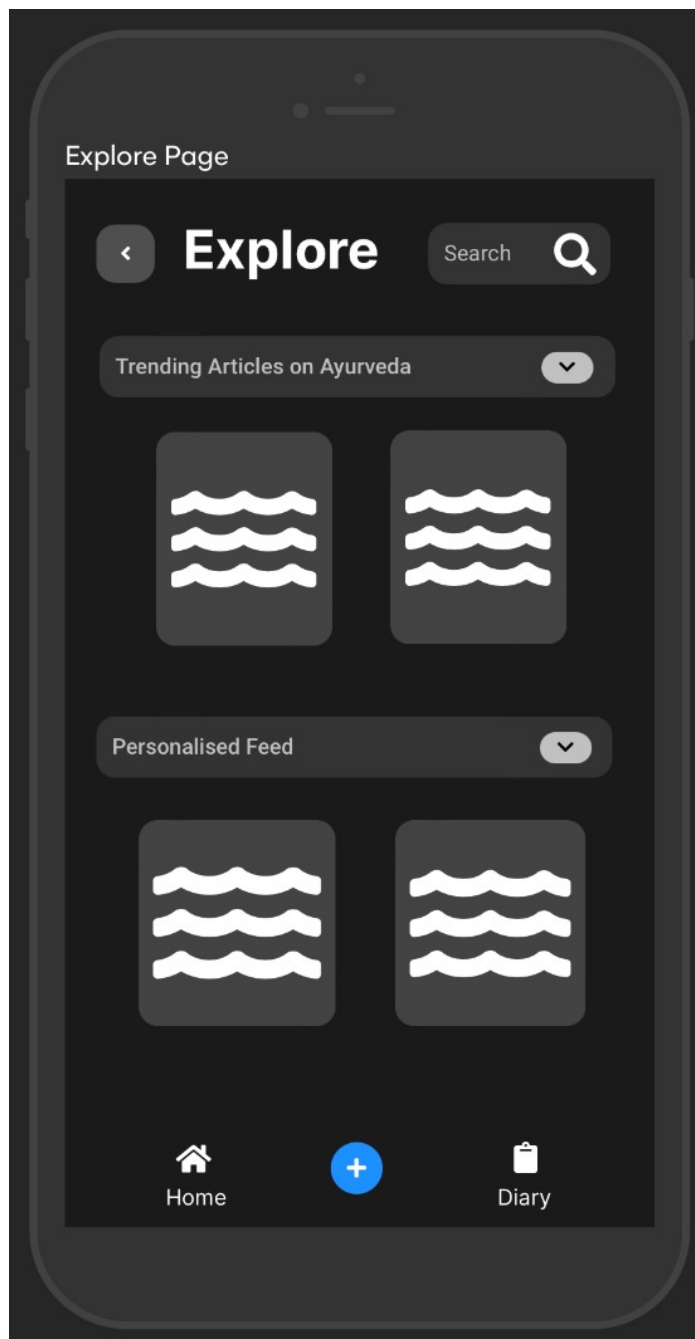 Explore Page
Explore
Search
Trending Articles on Ayurveda
Personalised Feed
Home
Diary